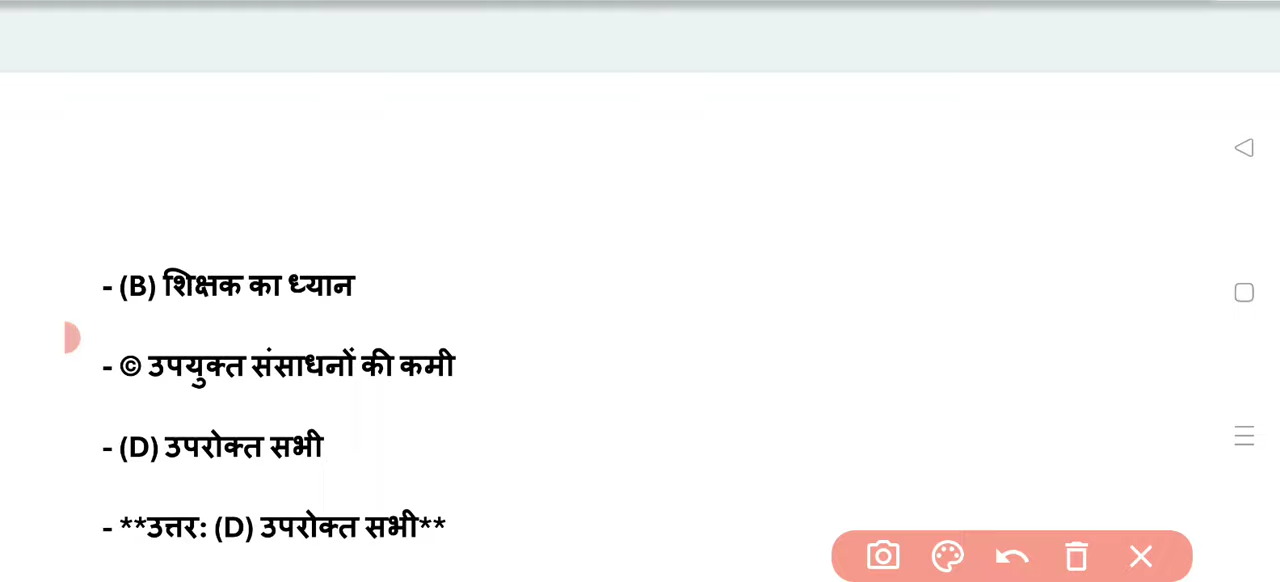 - (B) शिक्षक का ध्यान
- © उपयुक्त संसाधनों की कमी
- (D) उपरोक्त सभी
- **उत्तर: (D) उपरोक्त सभी**